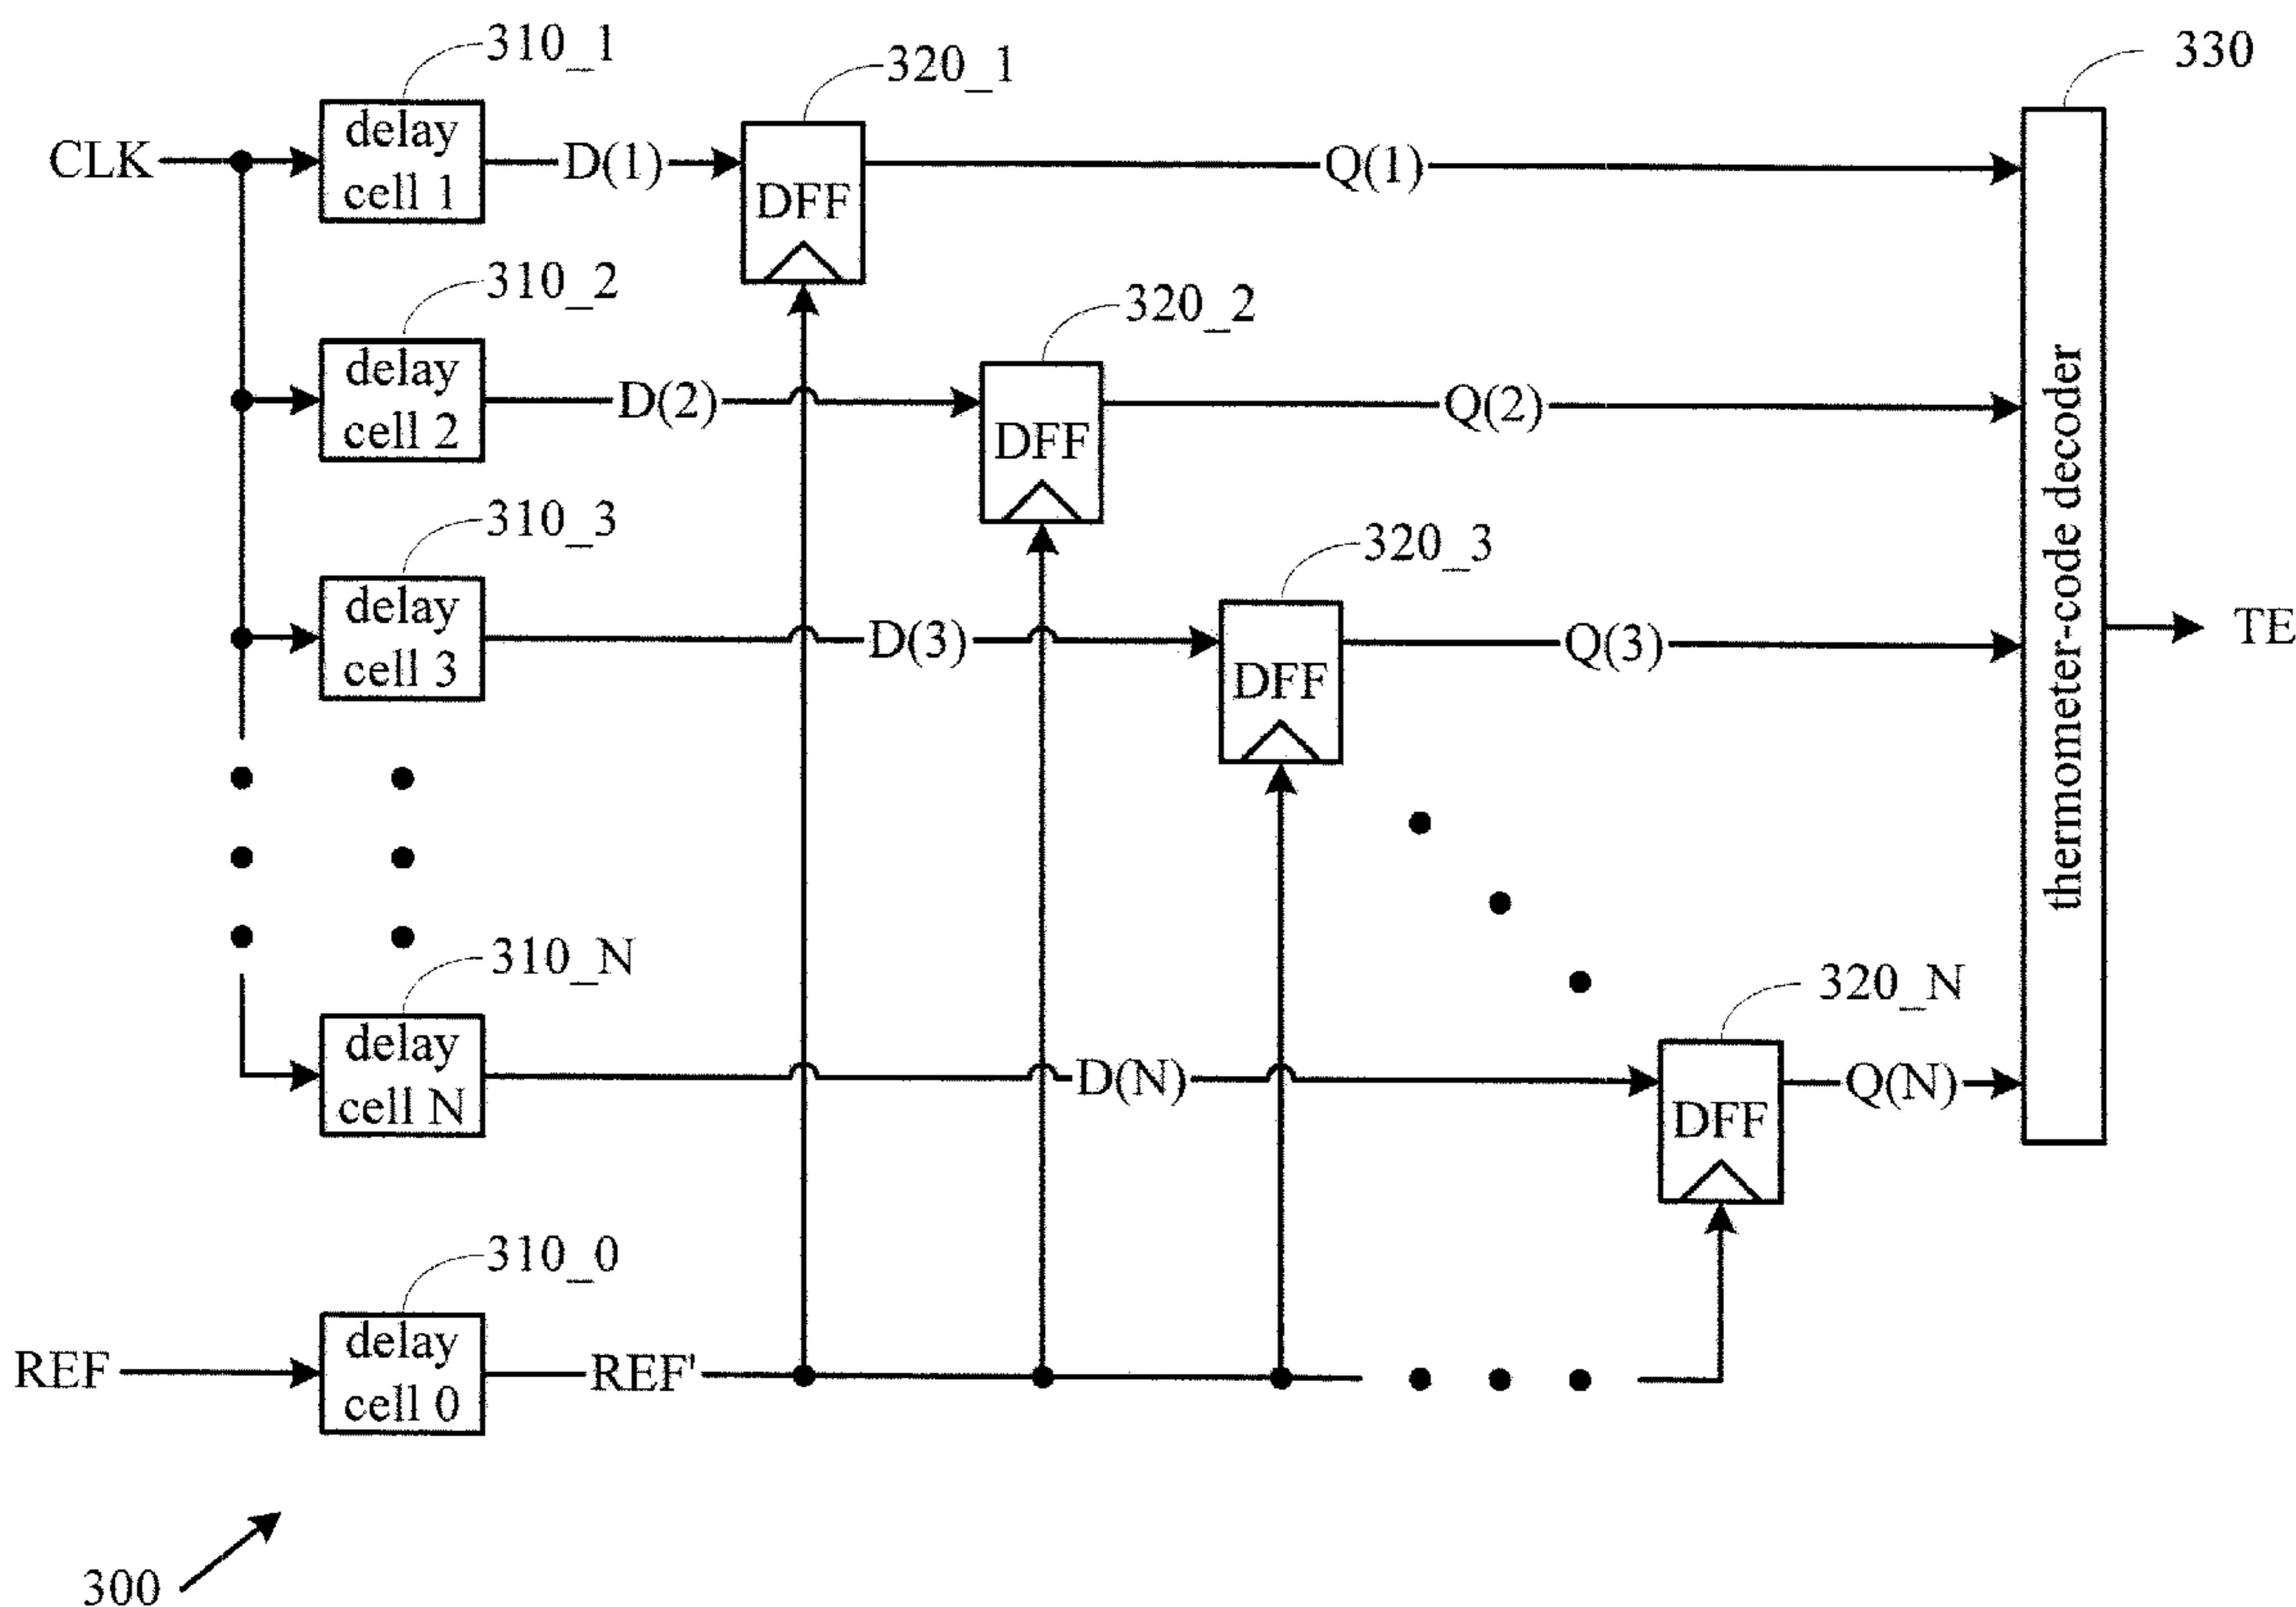 310_1
320_1
330
CLK
delay
cell 1
D(1)
DFF
Q(1)
310_2
320_2
delay
cell 2
D(2)
DFF
Q(2)
310_3
320_3
delay
cell 3
D(3)
DFF
Q(3)
thermometer-code decoder
TE
310_N
320_N
delay
cell N
D(N)
DFF
Q(N)
310_0
REF
delay
cell 0
REF'
300